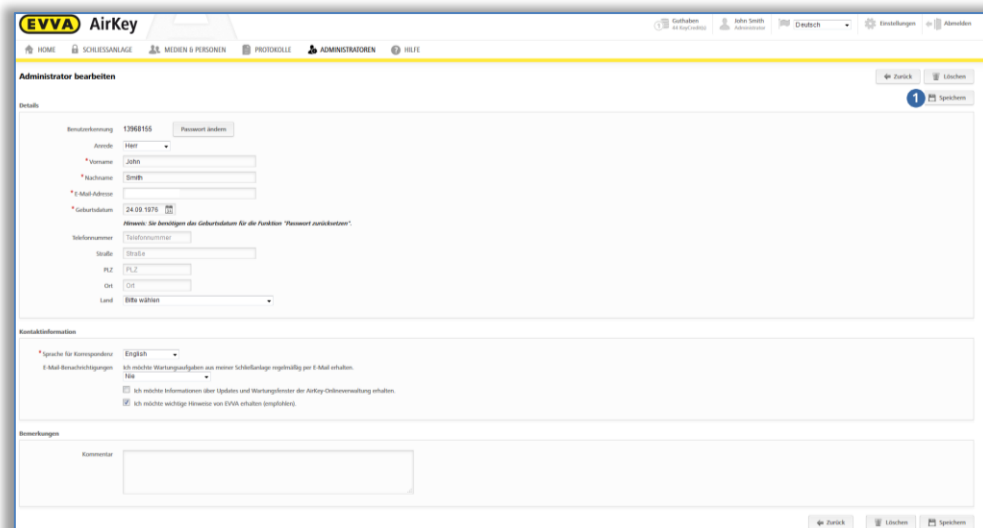 EVVA AirKey
Guthaben
AirKeyCredits
John Smith
Administrator
Deutsch
Einstellungen
Abmelden
HOME SCHLIESSANLAGE MEDIEN & PERSONEN PROTOKOLLE ADMINISTRATOREN HILFE
Administrator bearbeiten
Zurück Löschen
1 Speichern
Details
Benutzerkennung 13968155 Passwort ändern
Anrede Herr
* Vorname John
* Nachname Smith
* E-Mail-Adresse
* Geburtsdatum 24.09.1976
Hinweis: Sie benötigen das Geburtsdatum für die Funktion "Passwort zurücksetzen".
Telefonnummer Telefonnummer
Straße Straße
PLZ PLZ
Ort Ort
Land Bitte wählen
Kontaktinformation
* Sprache für Korrespondenz English
E-Mail-Benachrichtigungen Ich möchte Wartungsaufgaben aus meiner Schließanlage regelmäßig per E-Mail erhalten.
Nie
Ich möchte Informationen über Updates und Wartungsfenster der AirKey-Onlineverwaltung erhalten.
Ich möchte wichtige Hinweise von EVVA erhalten (empfohlen).
Bemerkungen
Kommentar
Zurück Löschen Speichern